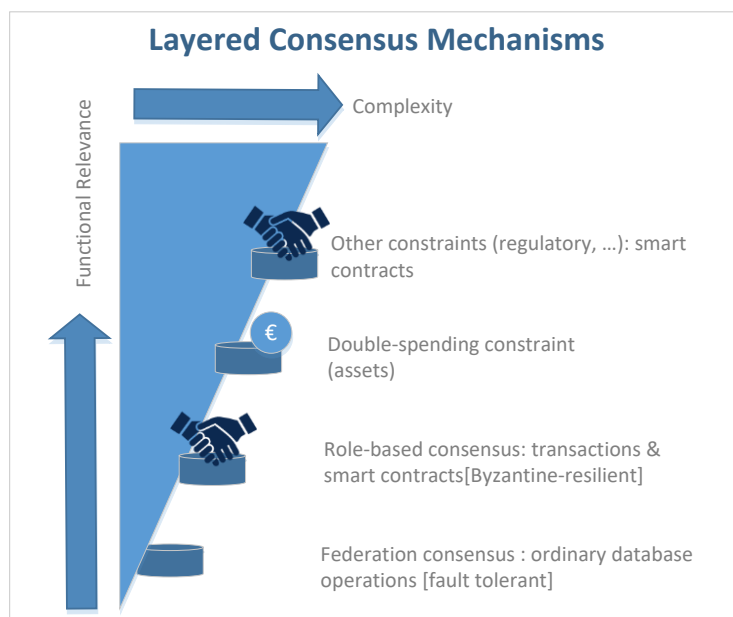 Layered Consensus Mechanisms
Complexity
Functional Relevance
Other constraints (regulatory, …): smart
contracts
€
Double-spending constraint
(assets)
Role-based consensus: transactions &
smart contracts[Byzantine-resilient]
Federation consensus : ordinary database
operations [fault tolerant]